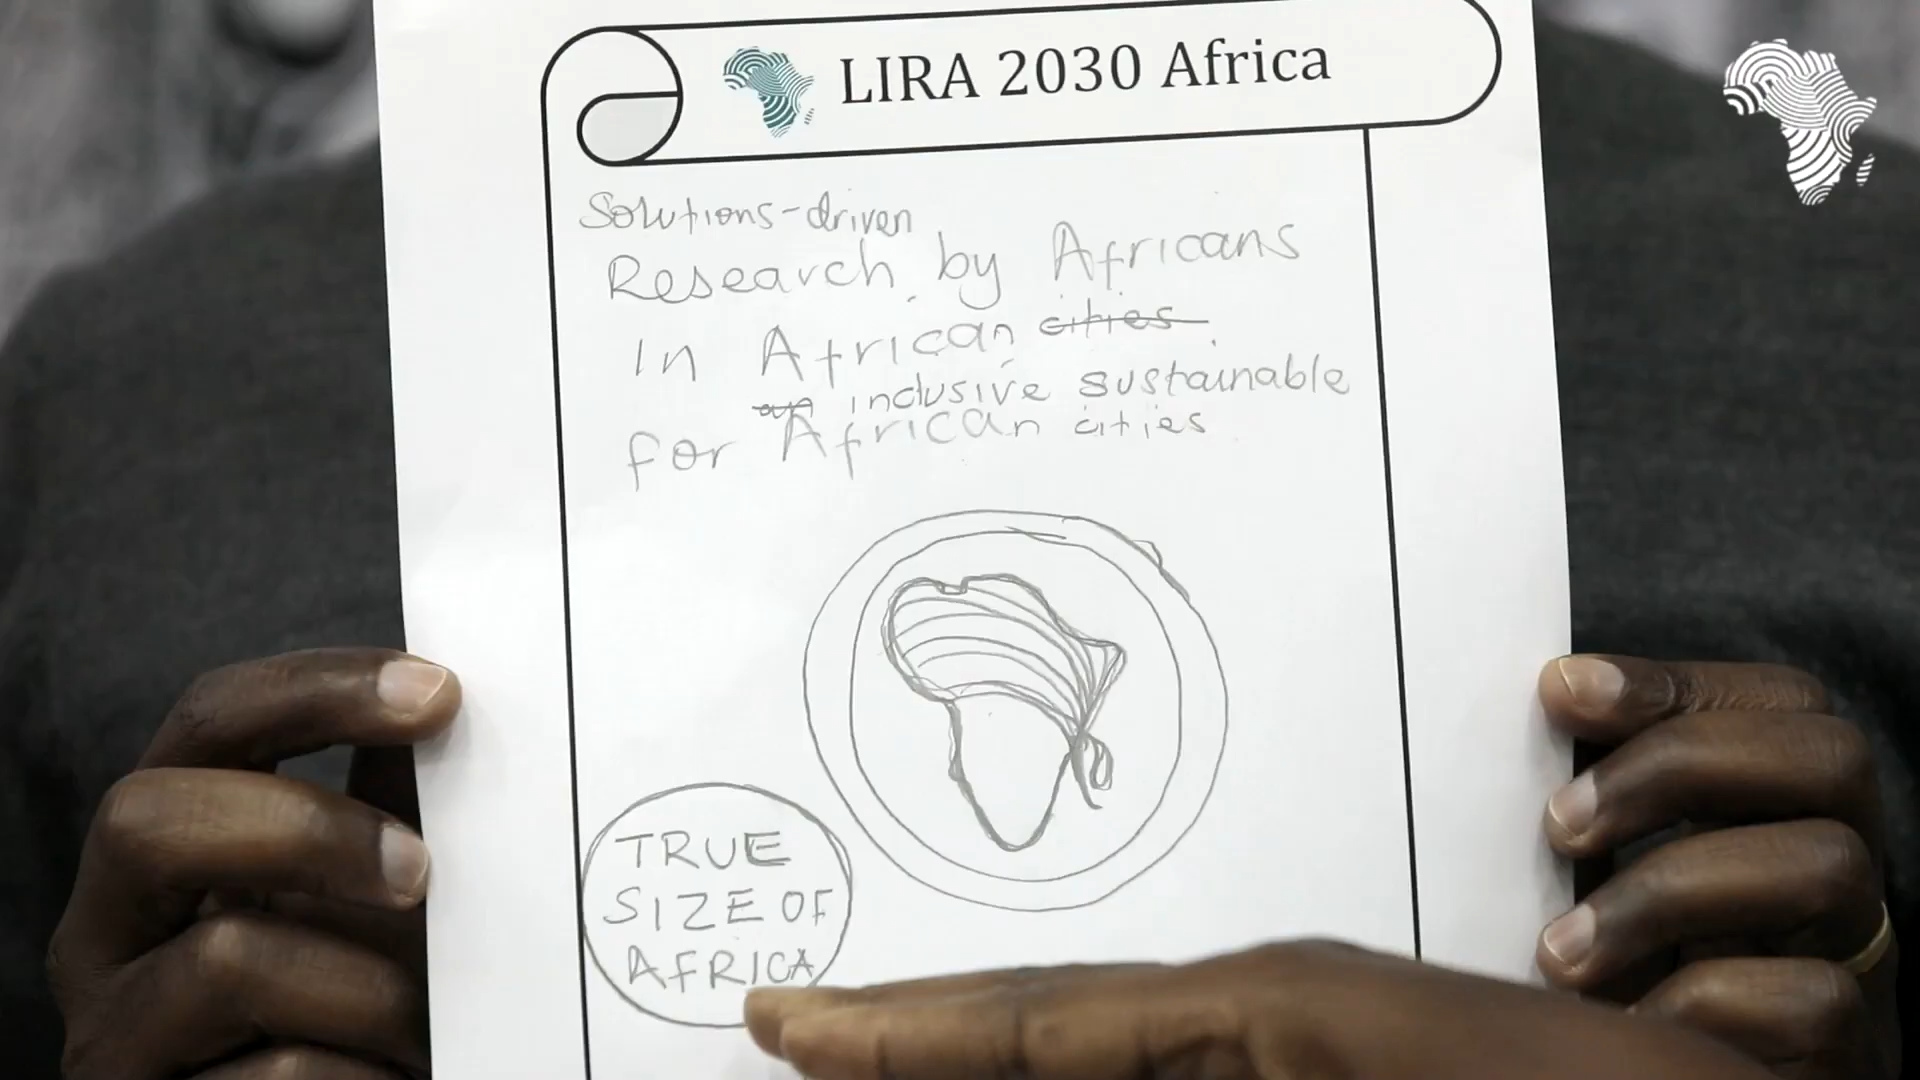 LIRA 2030 Africa
Solutions-driven
Research by Africans
In African cities
an inclusive sustainable
for African cities
TRUE
SIZE OF
AFRICA